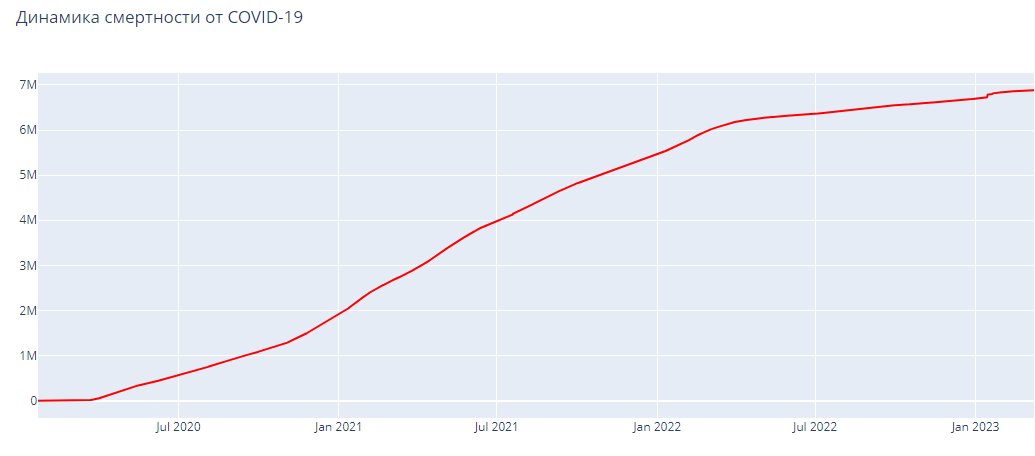 Динамика смертности от COVID-19
7M
6M
5M
4M
3M
2M
1M
0
Jul 2020 Jan 2021 Jul 2021 Jan 2022 Jul 2022 Jan 2023